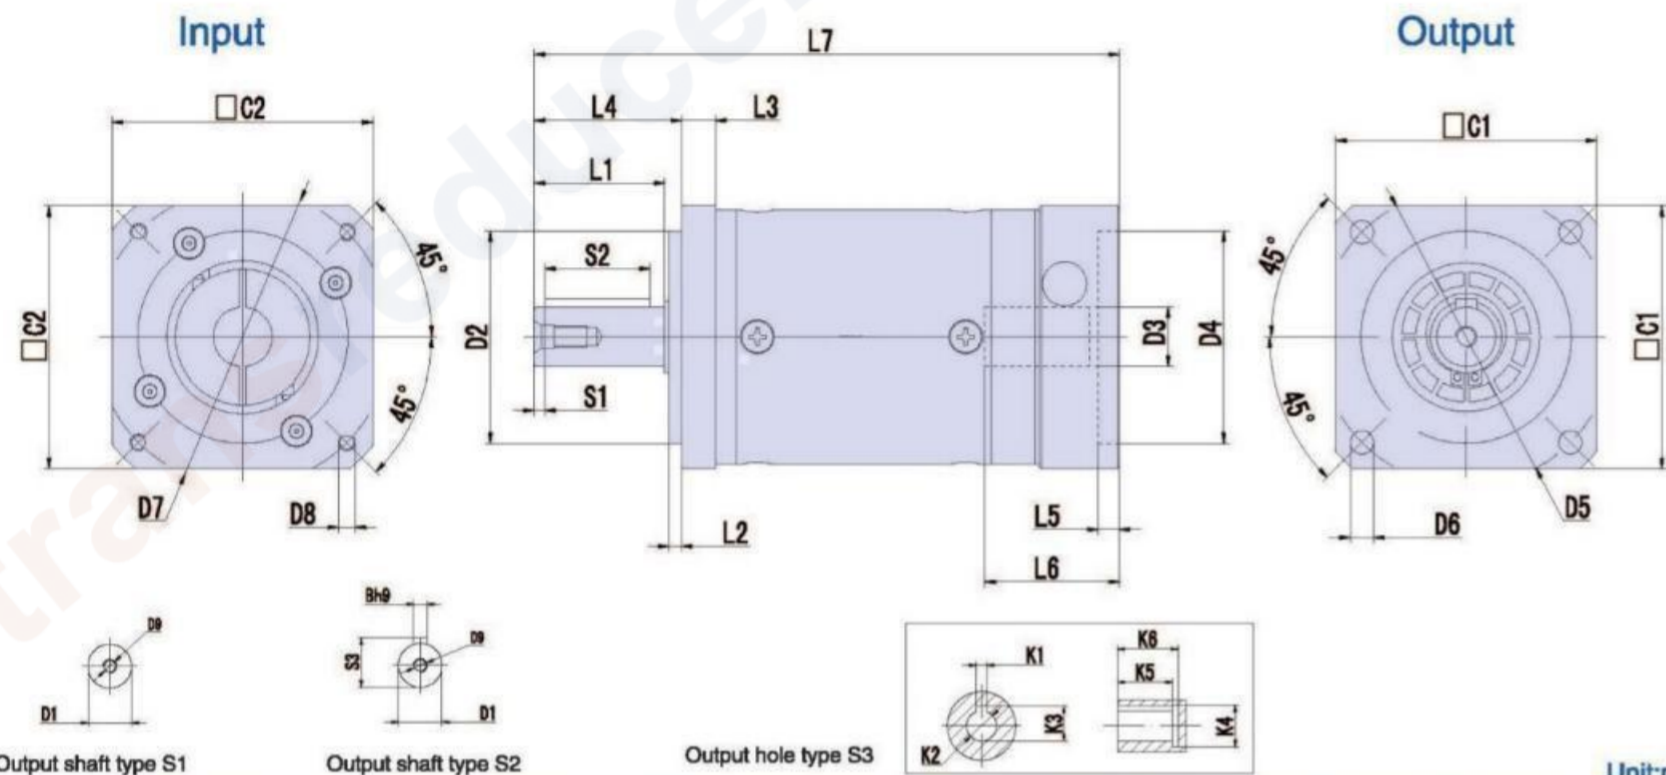 Input
Output
L7
□C2
L4
L3
□C1
L1
45°
S2
45°
□C2
D2
D3
D4
□C1
S1
45°
45°
D7
D8
L2
L5
D6
D5
L6
Bh9
D9
D9
S3
D1
D1
K6
K1
K5
K3
K4
K2
Output shaft type S1
Output shaft type S2
Output hole type S3
transreducer